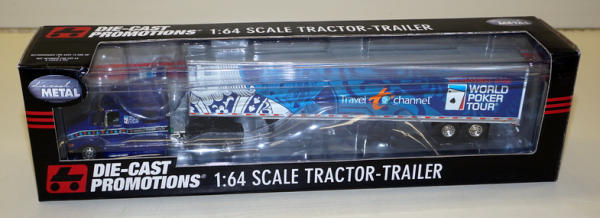 DIE-CAST
PROMOTIONS® 1:64 SCALE TRACTOR-TRAILER
METAL
Travel channel
WORLD
POKER
TOUR
DIE-CAST
PROMOTIONS® 1:64 SCALE TRACTOR-TRAILER